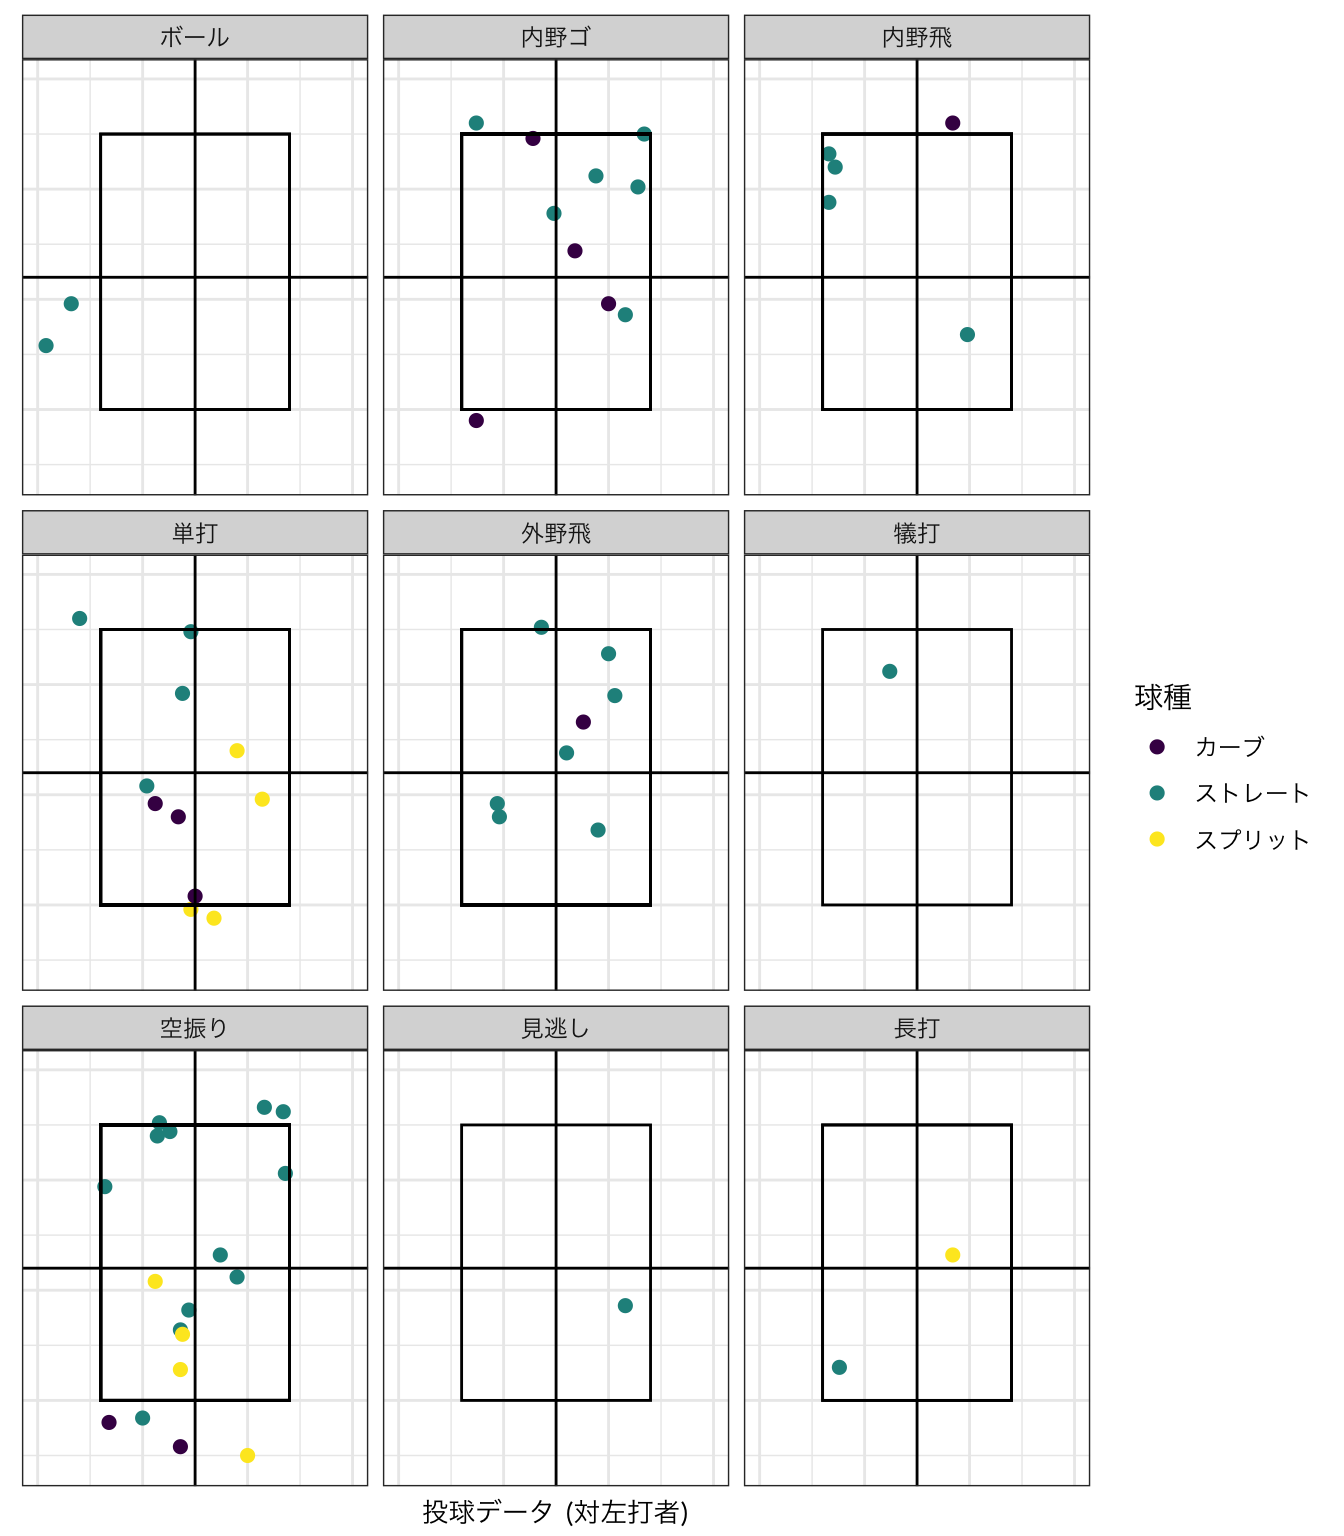 ボール
内野ゴ
内野飛
単打
外野飛
犠打
空振り
見逃し
長打
球種
カーブ
ストレート
スプリット
投球データ (対左打者)